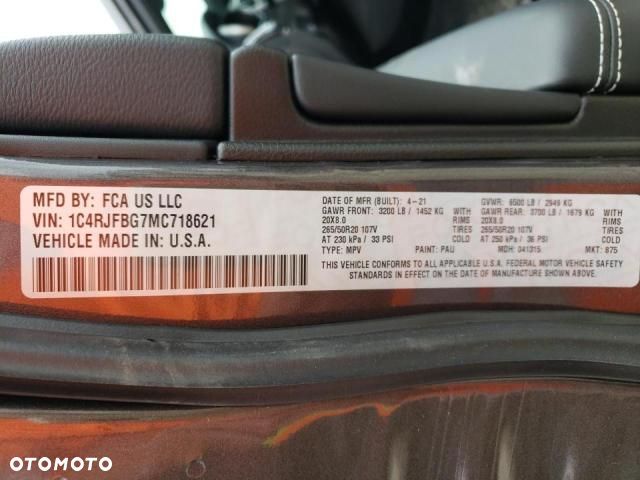 MFD BY: FCA US LLC
VIN: 1C4RJFBG7MC718621
VEHICLE MADE IN: U.S.A.
DATE OF MFR (BUILT): 4-21
GAWR FRONT: 3200 LB / 1452 KG WITH
20X8.0 RIMS
265/50R20 107V TIRES
AT 230 kPa / 33 PSI COLD
TYPE: MPV PAINT: PAU
GVWR: 6500 LB / 2949 KG
GAWR REAR: 3700 LB / 1679 KG WITH
20X8.0 RIMS
265/50R20 107V TIRES
AT 250 kPa / 36 PSI COLD
MDH: 041315 MKT: 875
THIS VEHICLE CONFORMS TO ALL APPLICABLE U.S.A. FEDERAL MOTOR VEHICLE SAFETY
STANDARDS IN EFFECT ON THE DATE OF MANUFACTURE SHOWN ABOVE.
OTOMOTO